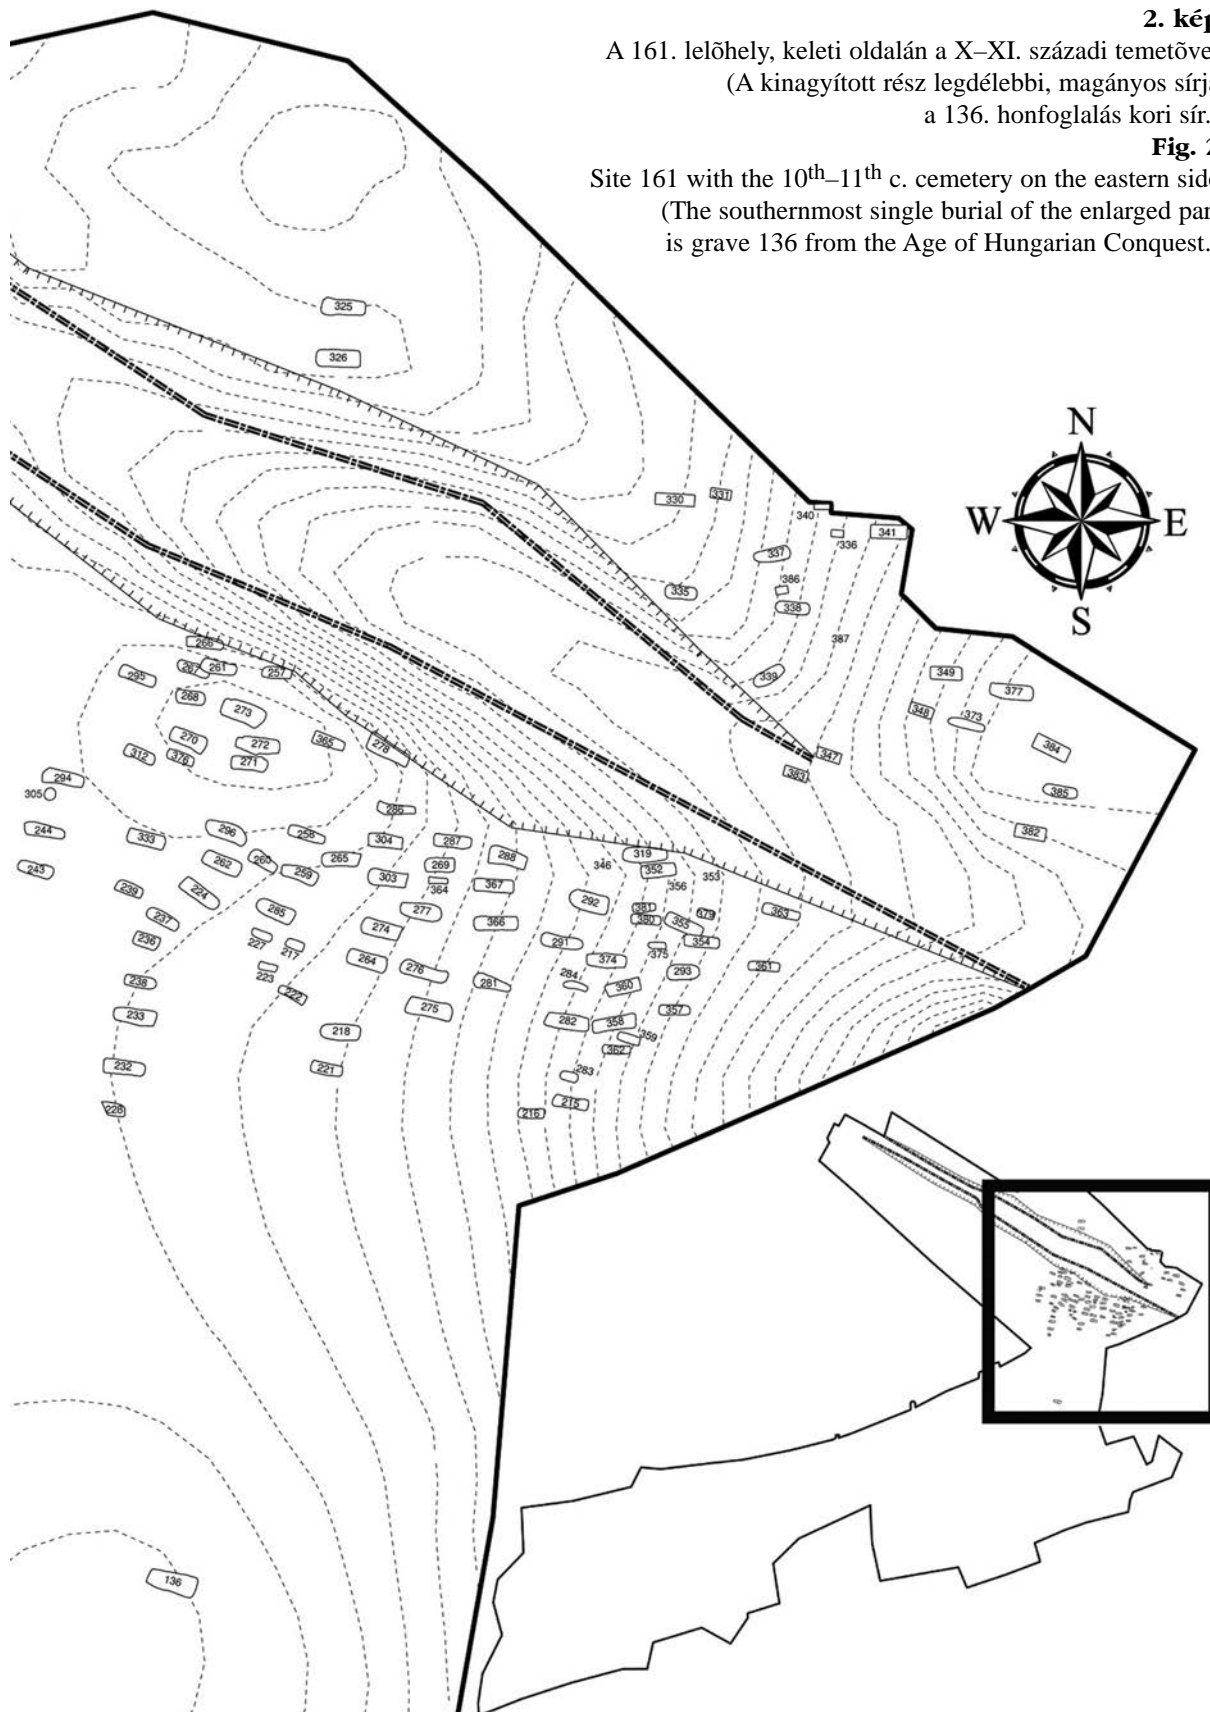 2. kép
A 161. lelõhely, keleti oldalán a X–XI. századi temetõve
(A kinagyított rész legdélebbi, magányos sírja
a 136. honfoglalás kori sír.
Fig. 2
Site 161 with the 10th–11th c. cemetery on the eastern side
(The southernmost single burial of the enlarged par
is grave 136 from the Age of Hungarian Conquest.
325
326
N
W E
S
330 331
340
336 341
337
386
335 338
387
339
349 377
348 373
384
347
383
385
382
266
267 261 257
295
268
273
270 272 365 278
312 376 271
294
305
286
244 333 296 258 304 287 319
243 262 260 259 265 269 288 352 346 353
303 364 367 356
239 224
237 285 277 292 381 379 363
236 227 217 274 366 380 355
291 354
375
223 264 276 374 293 361
238 222 281 284 360
233 275 357
218 282 358
359
362
232 221
283
228 216 215
136